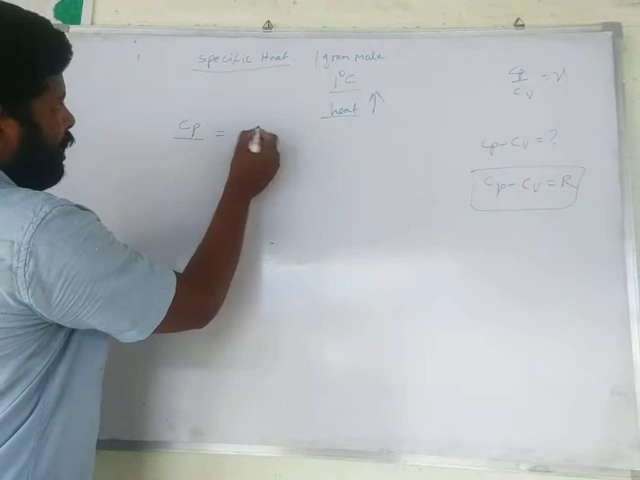 Specific Heat
1 gram mole
1°C
heat ↑
Cp =
Cp/Cv = γ
Cp - Cv = ?
Cp - Cv = R